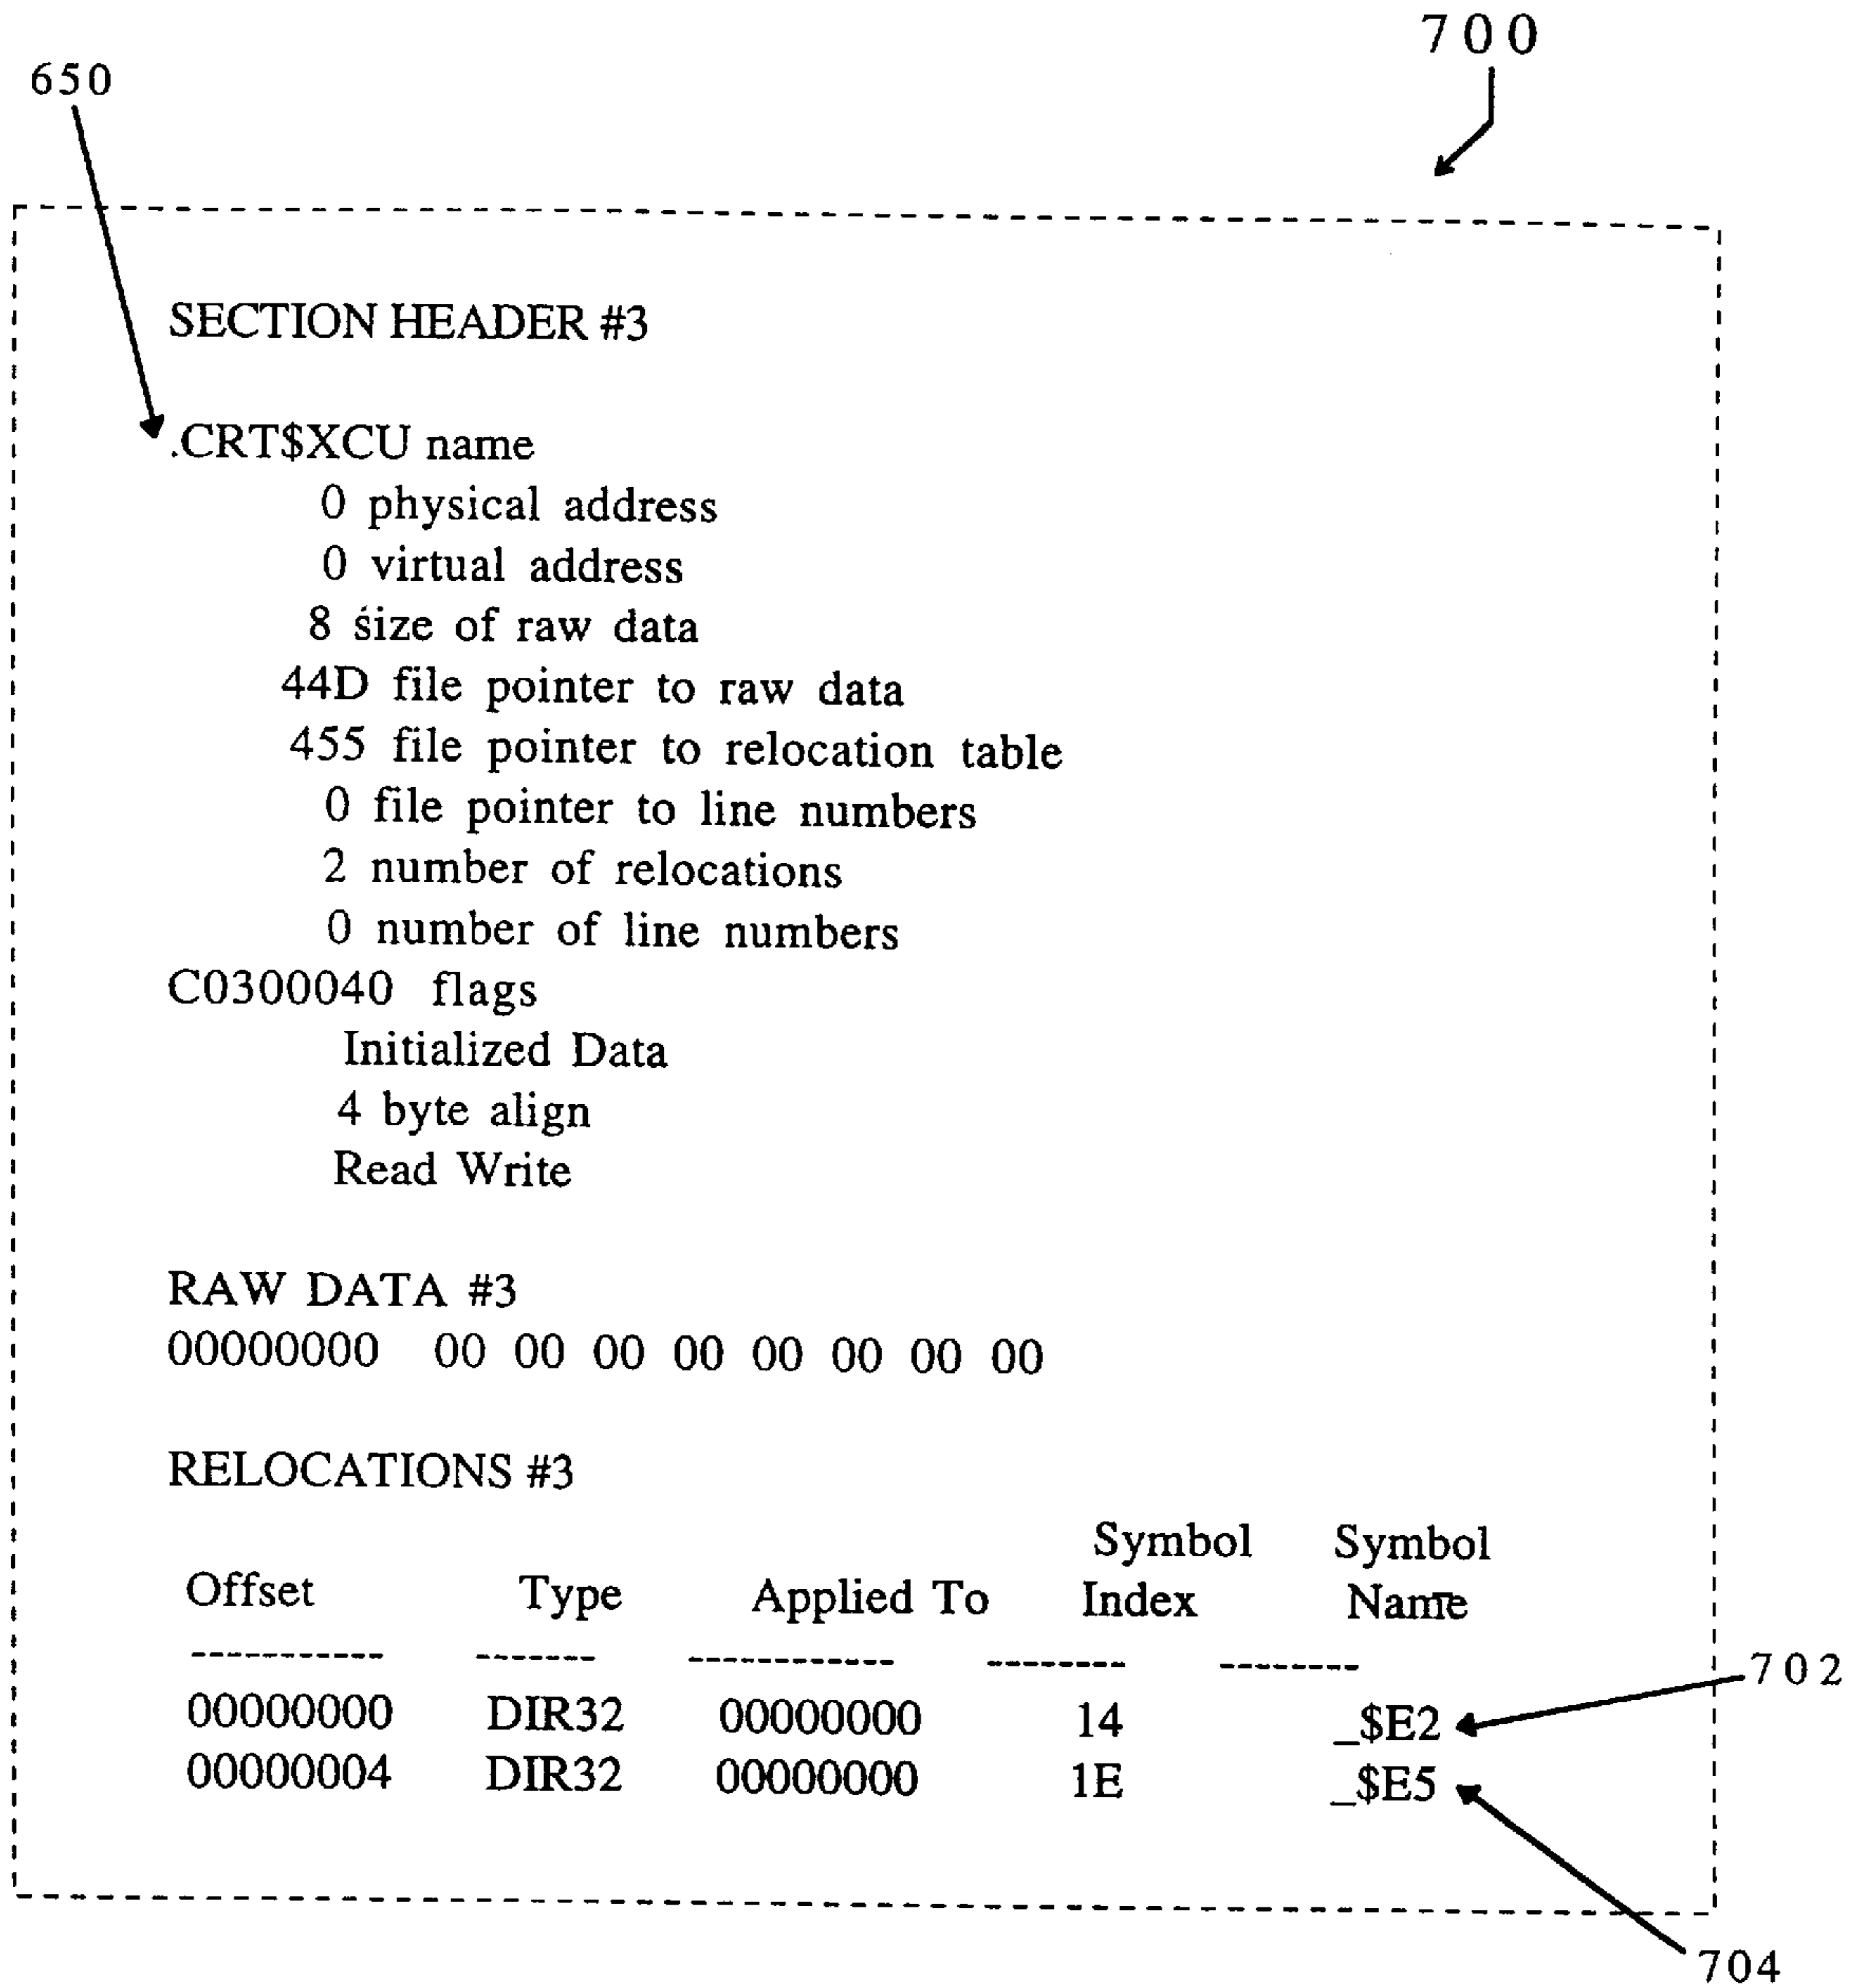 700
650
SECTION HEADER #3
.CRT$XCU name
0 physical address
0 virtual address
8 size of raw data
44D file pointer to raw data
455 file pointer to relocation table
0 file pointer to line numbers
2 number of relocations
0 number of line numbers
C0300040 flags
Initialized Data
4 byte align
Read Write
RAW DATA #3
00000000 00 00 00 00 00 00 00 00
RELOCATIONS #3
Symbol Symbol
Offset Type Applied To Index Name
----------- ------- ------------ -------- --------
702
00000000 DIR32 00000000 14 _$E2
00000004 DIR32 00000000 1E _$E5
704